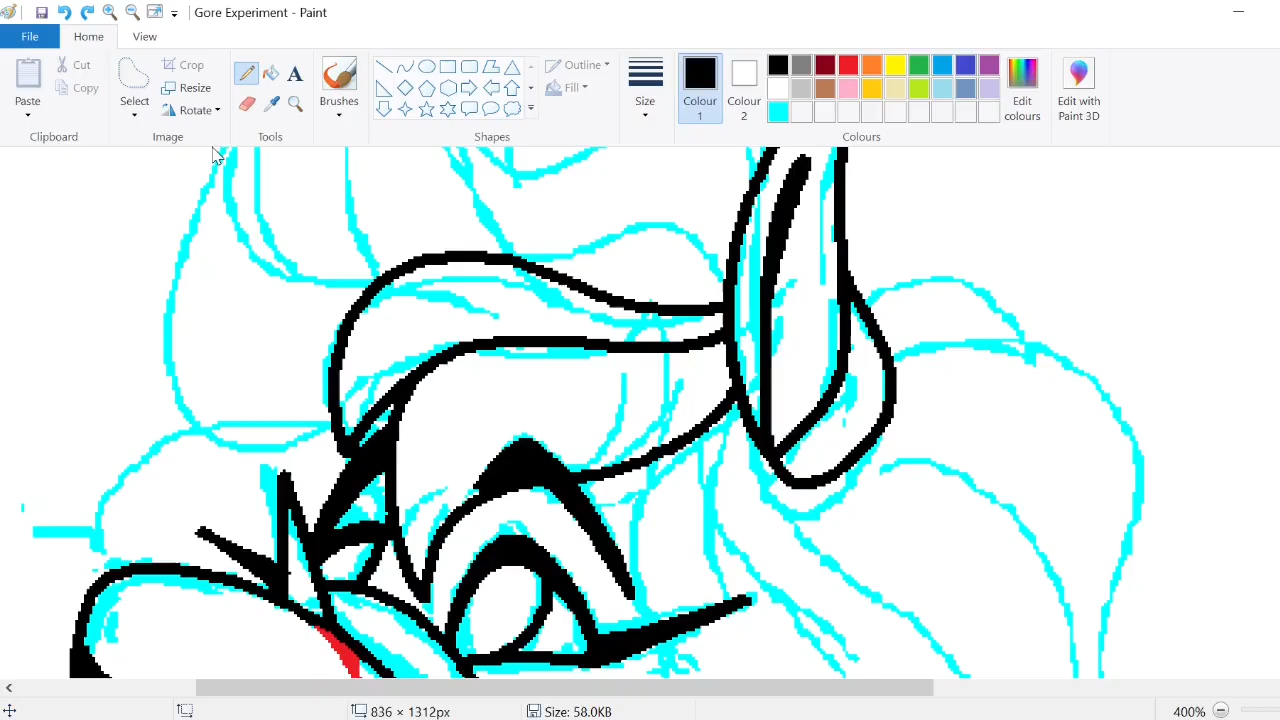 Gore Experiment - Paint
File Home View
Paste Cut Copy
Clipboard
Select Crop Resize Rotate
Image
A
Tools
Brushes
Outline Fill
Shapes
Size
Colour 1
Colour 2
Edit colours
Colours
Edit with Paint 3D
836 × 1312px Size: 58.0KB 400%